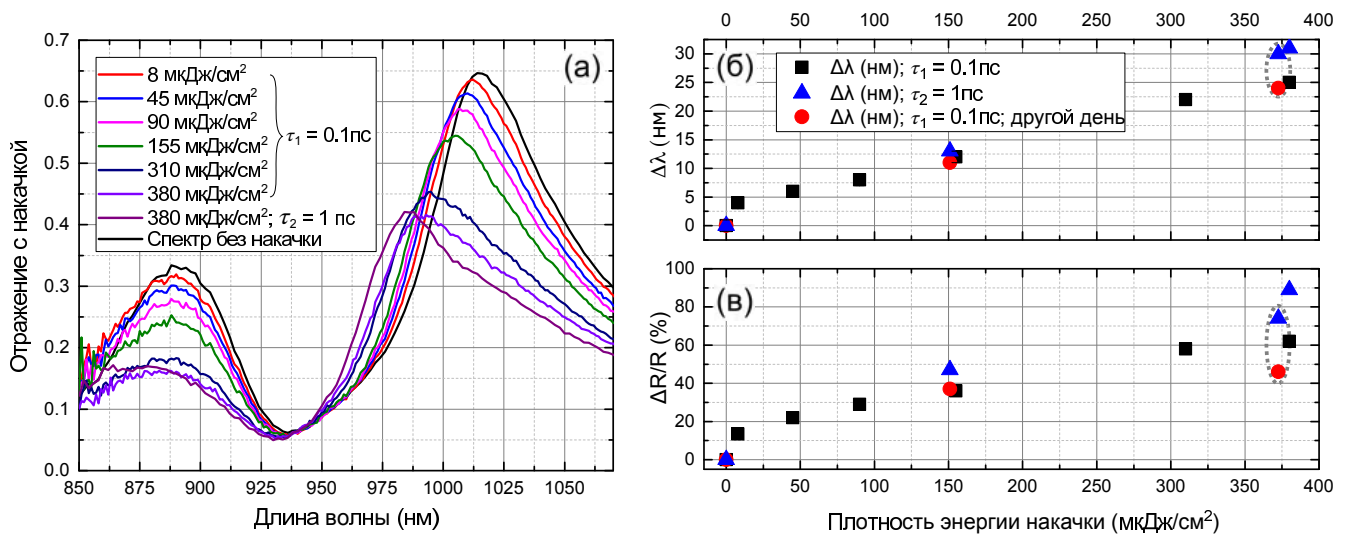 (а)
8 мкДж/см²
45 мкДж/см²
90 мкДж/см²
155 мкДж/см²
310 мкДж/см²
380 мкДж/см²
τ₁ = 0.1пс
380 мкДж/см²; τ₂ = 1 пс
Спектр без накачки
Отражение с накачкой
0.7
0.6
0.5
0.4
0.3
0.2
0.1
0.0
850 875 900 925 950 975 1000 1025 1050
Длина волны (нм)
0 50 100 150 200 250 300 350 400
(б)
Δλ (нм); τ₁ = 0.1пс
Δλ (нм); τ₂ = 1пс
Δλ (нм); τ₁ = 0.1пс; другой день
Δλ (нм)
30
25
20
15
10
5
0
(в)
ΔR/R (%)
100
80
60
40
20
0
0 50 100 150 200 250 300 350 400
Плотность энергии накачки (мкДж/см²)